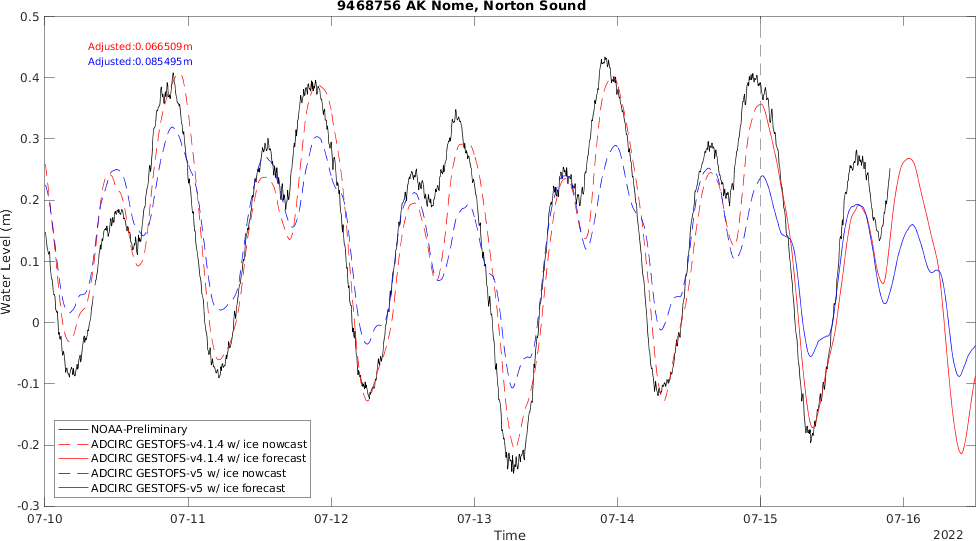 9468756 AK Nome, Norton Sound
Adjusted:0.066509m
Adjusted:0.085495m
0.5
0.4
0.3
0.2
0.1
0
-0.1
-0.2
-0.3
Water Level (m)
NOAA-Preliminary
ADCIRC GESTOFS-v4.1.4 w/ ice nowcast
ADCIRC GESTOFS-v4.1.4 w/ ice forecast
ADCIRC GESTOFS-v5 w/ ice nowcast
ADCIRC GESTOFS-v5 w/ ice forecast
07-10 07-11 07-12 07-13 07-14 07-15 07-16
Time
2022